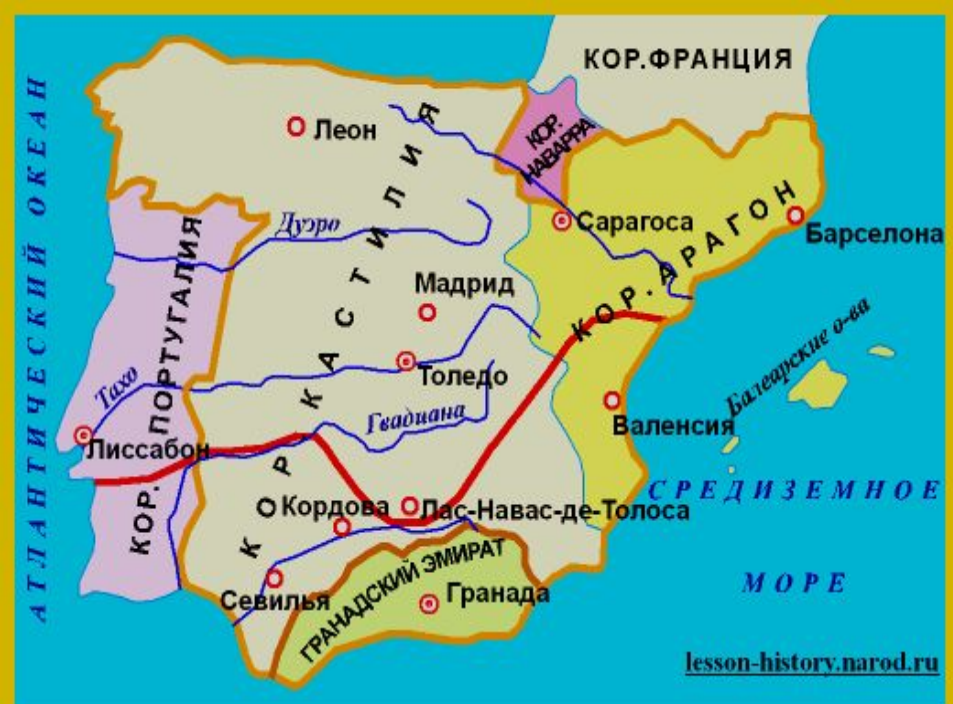 КОР.ФРАНЦИЯ
КОР.
НАВАРРА
Леон
АТЛАНТИЧЕСКИЙ ОКЕАН
КОР. КАСТИЛИЯ
КОР. ПОРТУГАЛИЯ
КОР. АРАГОН
Сарагоса
Барселона
Дуэро
Мадрид
Балеарские о-ва
Тахо
Толедо
Гвадиана
Валенсия
Лиссабон
СРЕДИЗЕМНОЕ
Кордова
Лас-Навас-де-Толоса
ГРАНАДСКИЙ ЭМИРАТ
МОРЕ
Севилья
Гранада
lesson-history.narod.ru